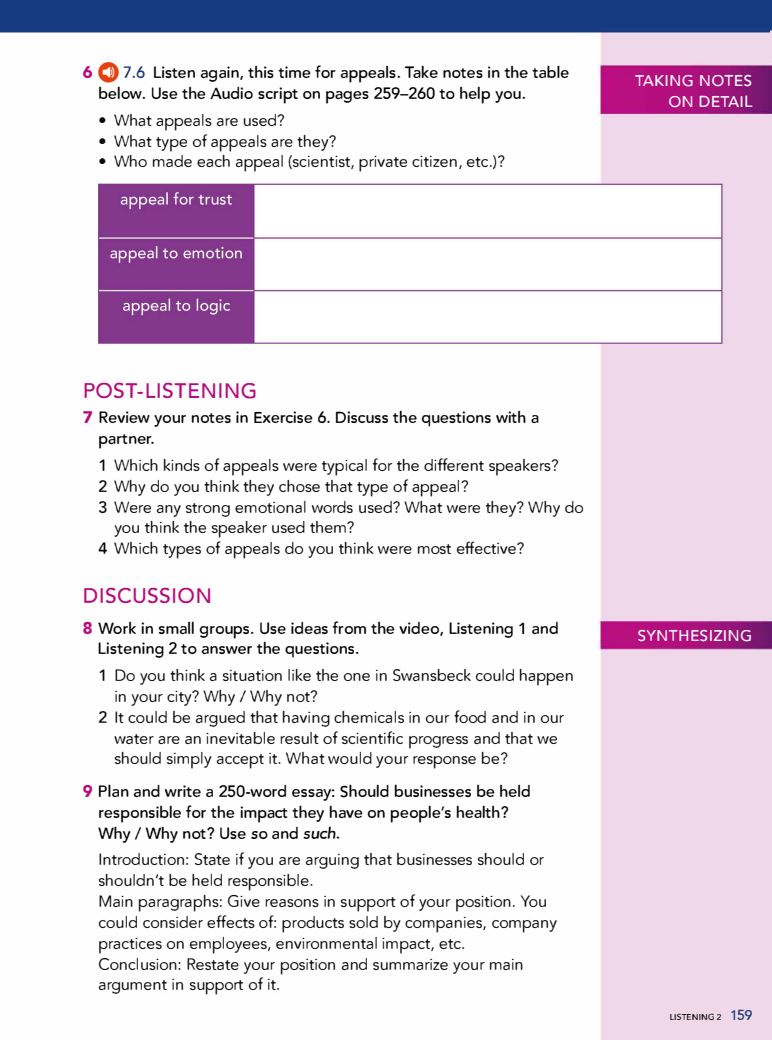 6 7.6 Listen again, this time for appeals. Take notes in the table
below. Use the Audio script on pages 259–260 to help you.
• What appeals are used?
• What type of appeals are they?
• Who made each appeal (scientist, private citizen, etc.)?
TAKING NOTES
ON DETAIL
appeal for trust
appeal to emotion
appeal to logic
POST-LISTENING
7 Review your notes in Exercise 6. Discuss the questions with a
partner.
1 Which kinds of appeals were typical for the different speakers?
2 Why do you think they chose that type of appeal?
3 Were any strong emotional words used? What were they? Why do
you think the speaker used them?
4 Which types of appeals do you think were most effective?
DISCUSSION
8 Work in small groups. Use ideas from the video, Listening 1 and
Listening 2 to answer the questions.
SYNTHESIZING
1 Do you think a situation like the one in Swansbeck could happen
in your city? Why / Why not?
2 It could be argued that having chemicals in our food and in our
water are an inevitable result of scientific progress and that we
should simply accept it. What would your response be?
9 Plan and write a 250-word essay: Should businesses be held
responsible for the impact they have on people's health?
Why / Why not? Use so and such.
Introduction: State if you are arguing that businesses should or
shouldn't be held responsible.
Main paragraphs: Give reasons in support of your position. You
could consider effects of: products sold by companies, company
practices on employees, environmental impact, etc.
Conclusion: Restate your position and summarize your main
argument in support of it.
LISTENING 2 159